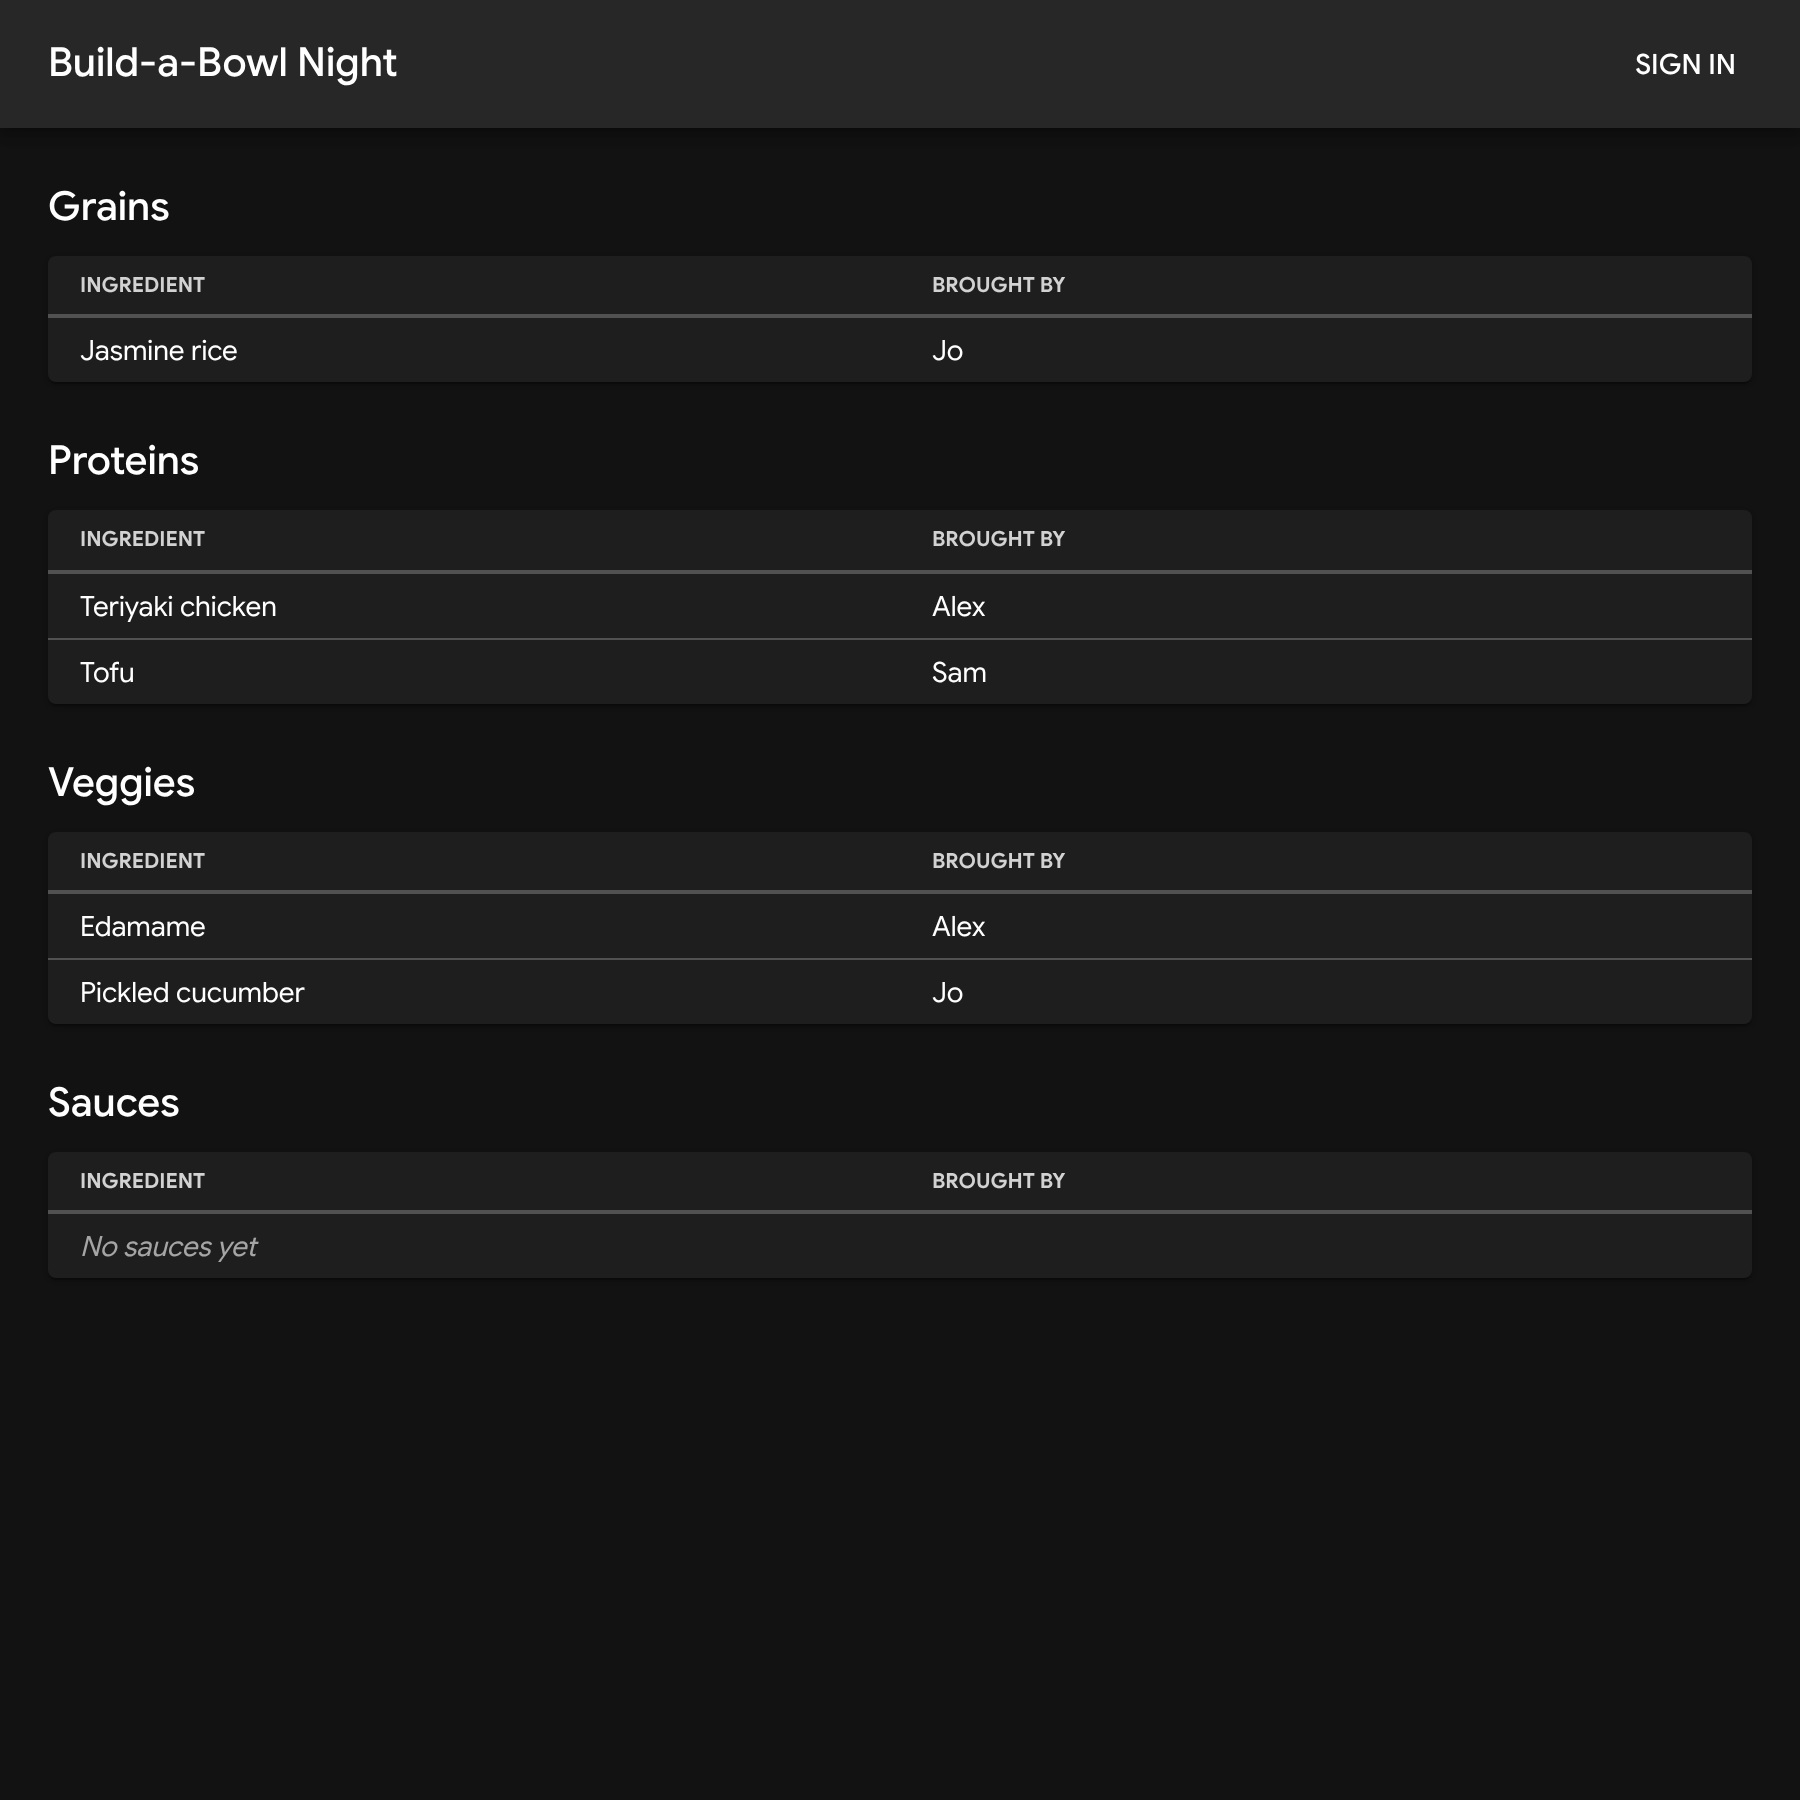 Build-a-Bowl Night
SIGN IN
Grains
INGREDIENT BROUGHT BY
Jasmine rice Jo
Proteins
INGREDIENT BROUGHT BY
Teriyaki chicken Alex
Tofu Sam
Veggies
INGREDIENT BROUGHT BY
Edamame Alex
Pickled cucumber Jo
Sauces
INGREDIENT BROUGHT BY
No sauces yet